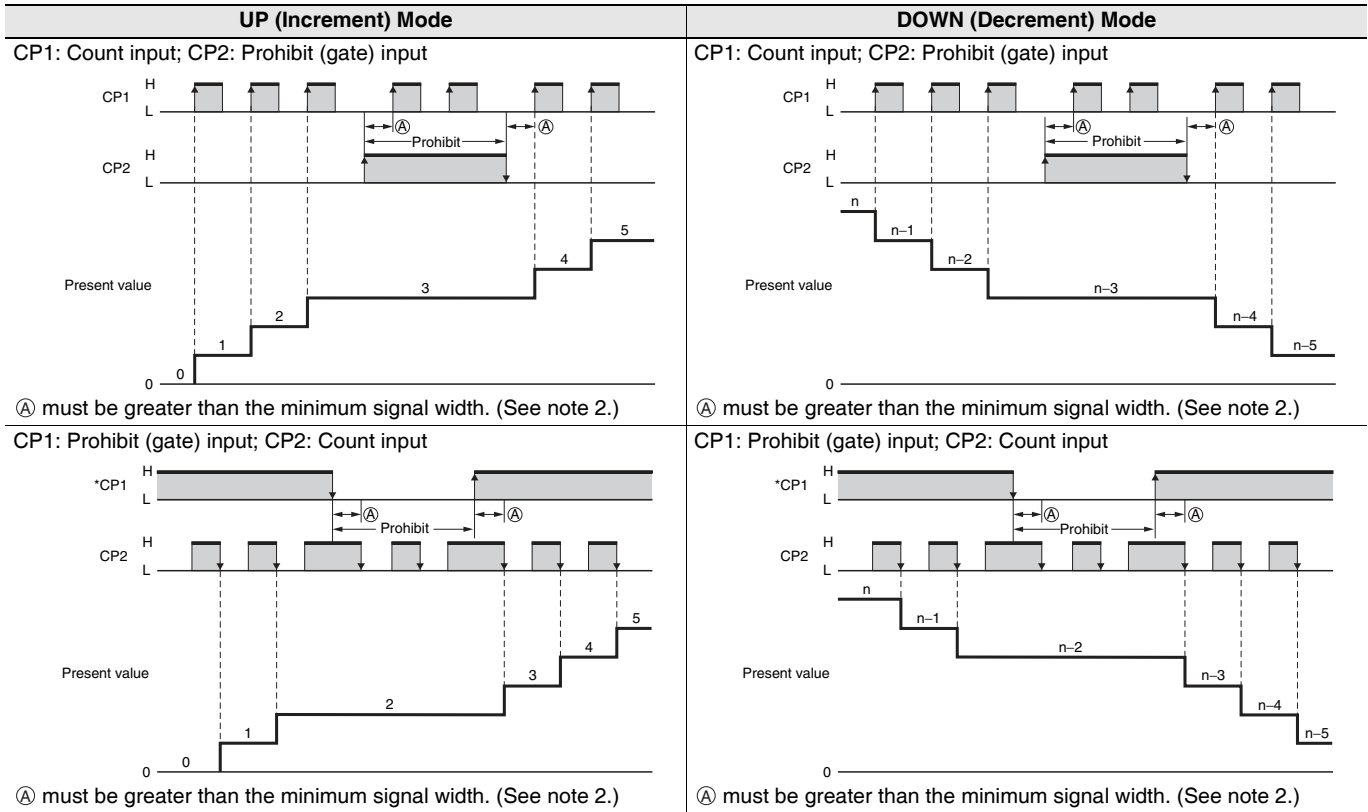 UP (Increment) Mode
DOWN (Decrement) Mode
CP1: Count input; CP2: Prohibit (gate) input
H
CP1
L
Ⓐ
Ⓐ
Prohibit
H
CP2
L
5
4
3
2
1
0
Present value
0
Ⓐ must be greater than the minimum signal width. (See note 2.)
CP1: Count input; CP2: Prohibit (gate) input
H
CP1
L
Ⓐ
Ⓐ
Prohibit
H
CP2
L
n
n–1
n–2
n–3
n–4
n–5
Present value
0
Ⓐ must be greater than the minimum signal width. (See note 2.)
CP1: Prohibit (gate) input; CP2: Count input
H
*CP1
L
Ⓐ
Ⓐ
Prohibit
H
CP2
L
5
4
3
2
1
0
Present value
0
Ⓐ must be greater than the minimum signal width. (See note 2.)
CP1: Prohibit (gate) input; CP2: Count input
H
*CP1
L
Ⓐ
Ⓐ
Prohibit
H
CP2
L
n
n–1
n–2
n–3
n–4
n–5
Present value
0
Ⓐ must be greater than the minimum signal width. (See note 2.)